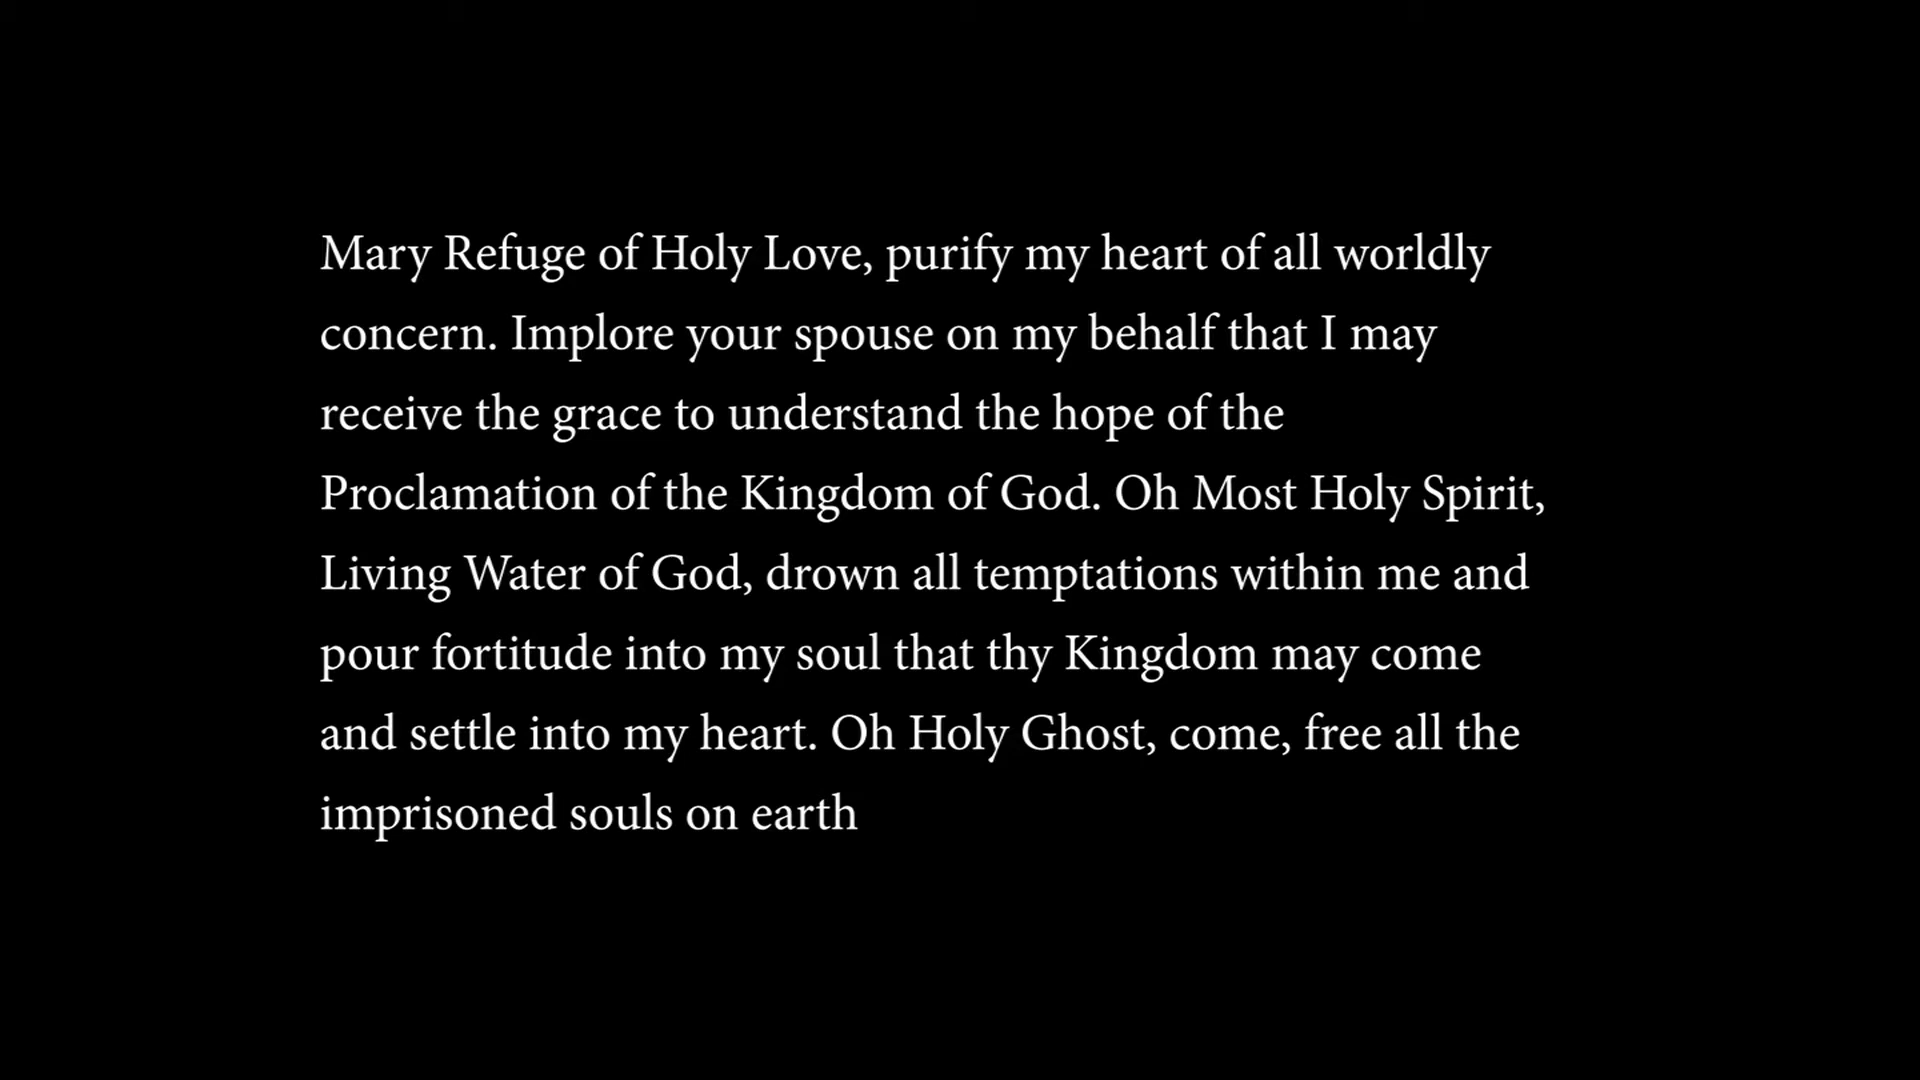 Mary Refuge of Holy Love, purify my heart of all worldly
concern. Implore your spouse on my behalf that I may
receive the grace to understand the hope of the
Proclamation of the Kingdom of God. Oh Most Holy Spirit,
Living Water of God, drown all temptations within me and
pour fortitude into my soul that thy Kingdom may come
and settle into my heart. Oh Holy Ghost, come, free all the
imprisoned souls on earth